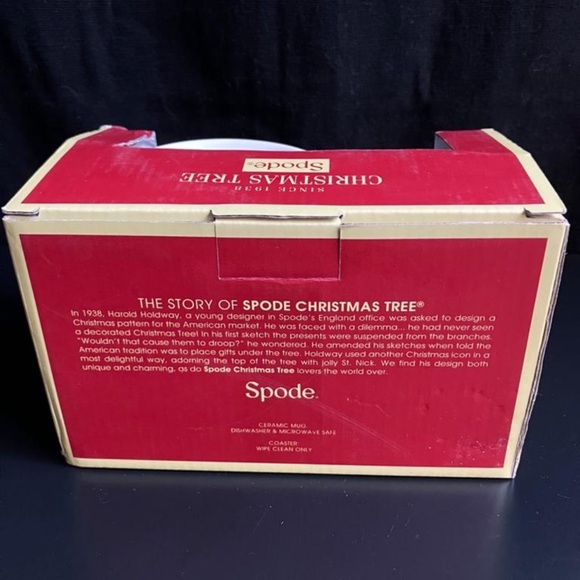 Spode®
CHRISTMAS TREE
SINCE 1938
THE STORY OF SPODE CHRISTMAS TREE®
In 1938, Harold Holdway, a young designer in Spode's England office was asked to design a
Christmas pattern for the American market. He was faced with a dilemma... he had never seen
a decorated Christmas Tree! In his first sketch the presents were suspended from the branches.
"Wouldn't that cause them to droop?" he wondered. He amended his sketches when told the
American tradition was to place gifts under the tree. Holdway used another Christmas icon in a
most delightful way, adorning the top of the tree with jolly St. Nick. We find his design both
unique and charming, as do Spode Christmas Tree lovers the world over.
Spode
CERAMIC MUG
DISHWASHER & MICROWAVE SAFE
COASTER:
WIPE CLEAN ONLY